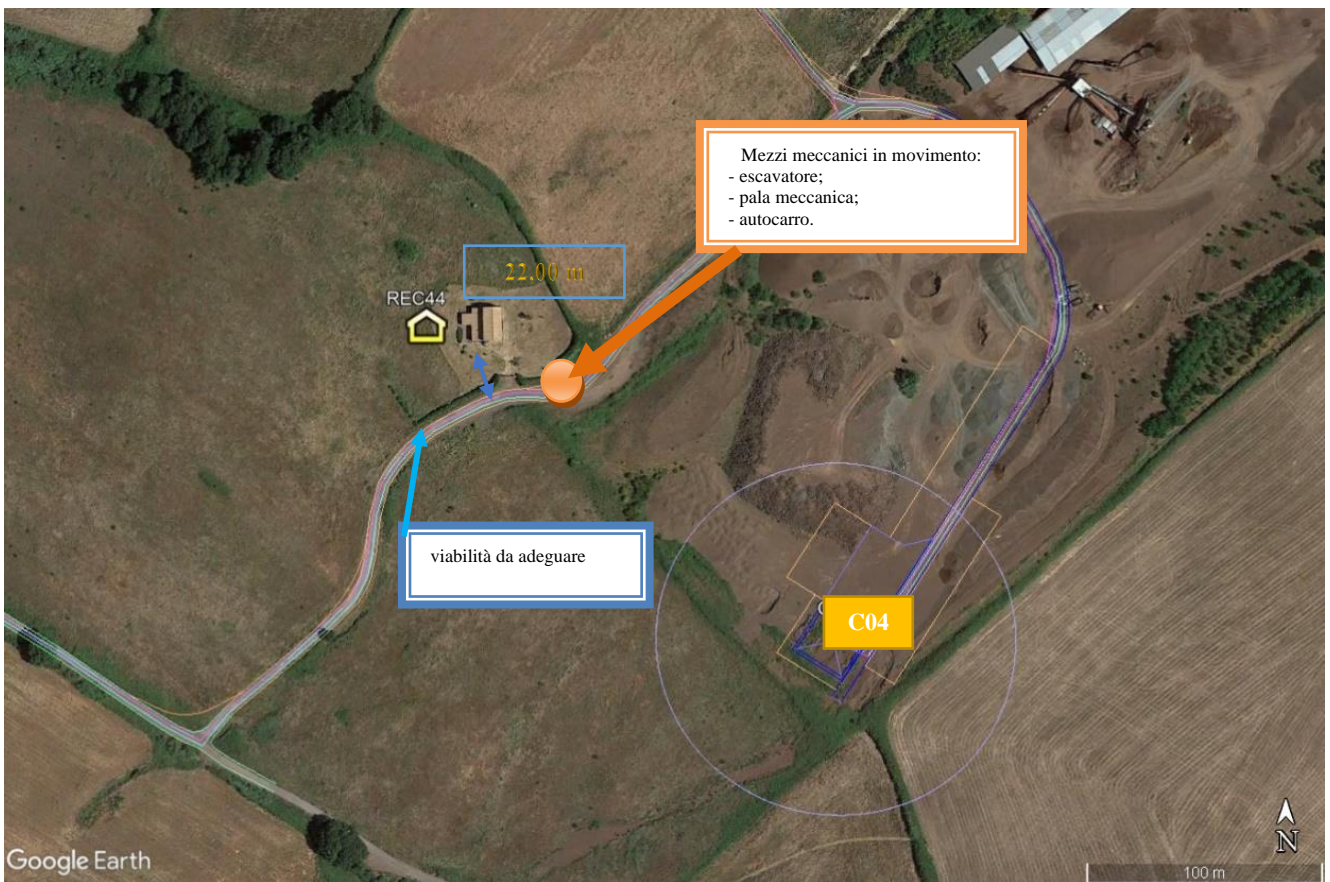 Mezzi meccanici in movimento:
- escavatore;
- pala meccanica;
- autocarro.
22,00 m
REC44
viabilità da adeguare
C04
Google Earth
N
100 m